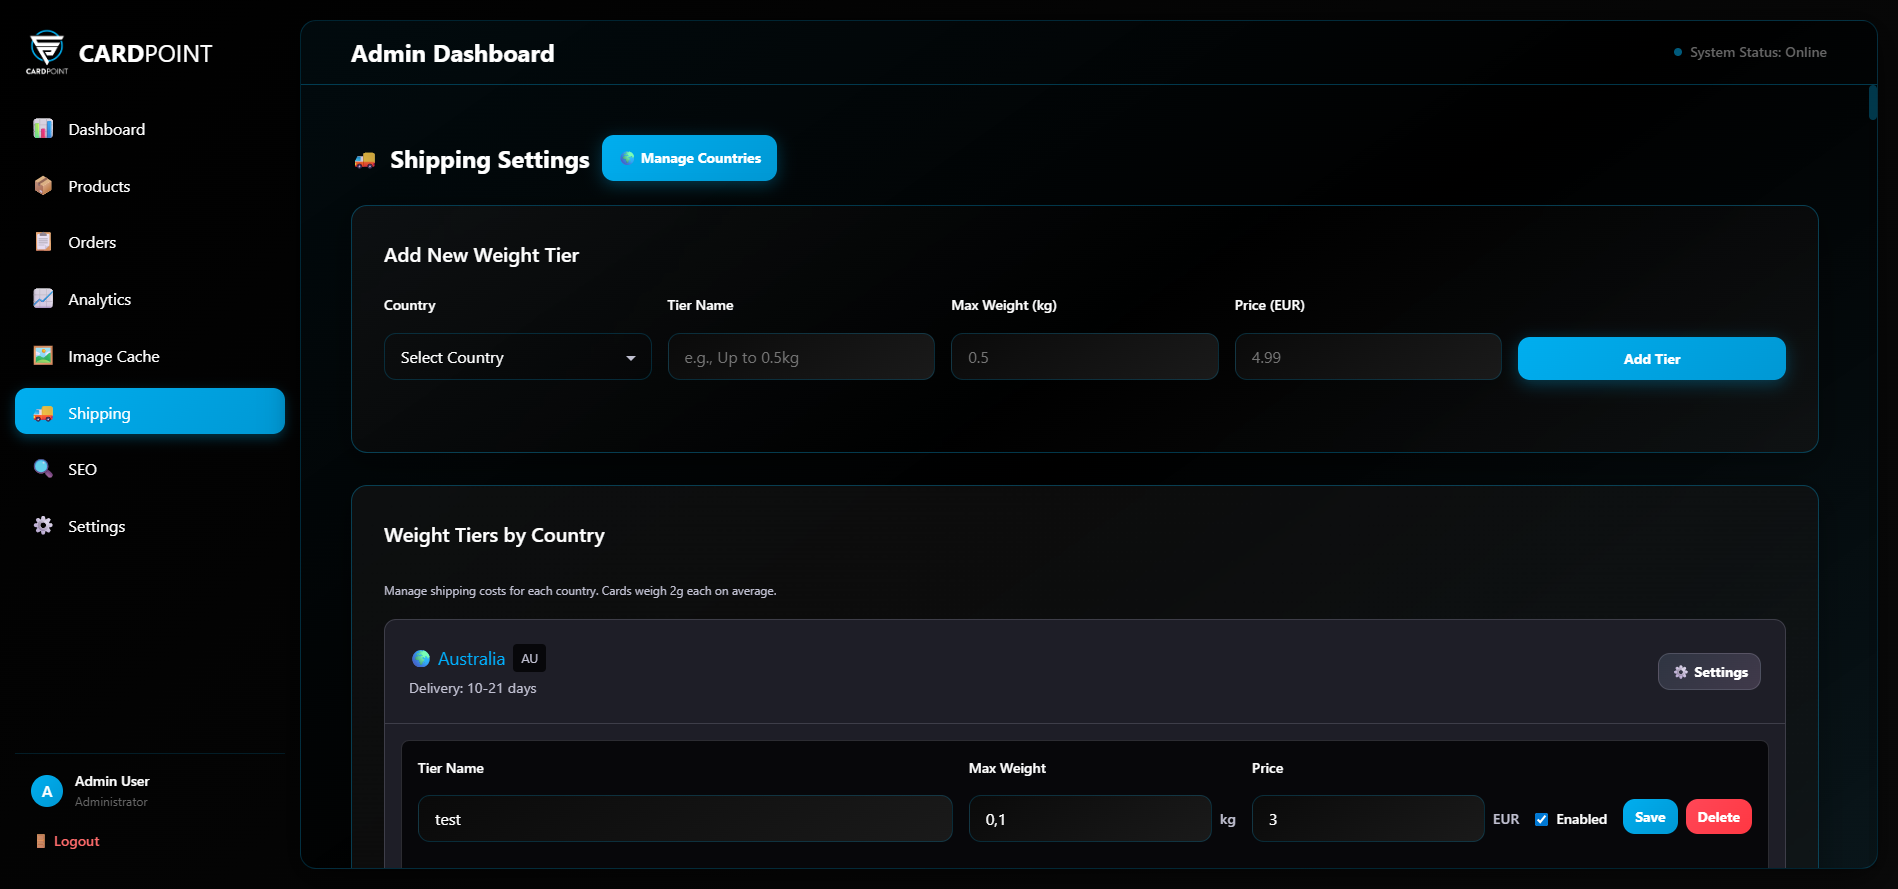 CARDPOINT
CARDPOINT
Dashboard
Products
Orders
Analytics
Image Cache
Shipping
SEO
Settings
A
Admin User
Administrator
Logout
Admin Dashboard
System Status: Online
Shipping Settings
Manage Countries
Add New Weight Tier
Country
Tier Name
Max Weight (kg)
Price (EUR)
Select Country
e.g., Up to 0.5kg
0.5
4.99
Add Tier
Weight Tiers by Country
Manage shipping costs for each country. Cards weigh 2g each on average.
Australia AU
Delivery: 10-21 days
Settings
Tier Name
Max Weight
Price
test
0,1
kg
3
EUR
Enabled
Save
Delete